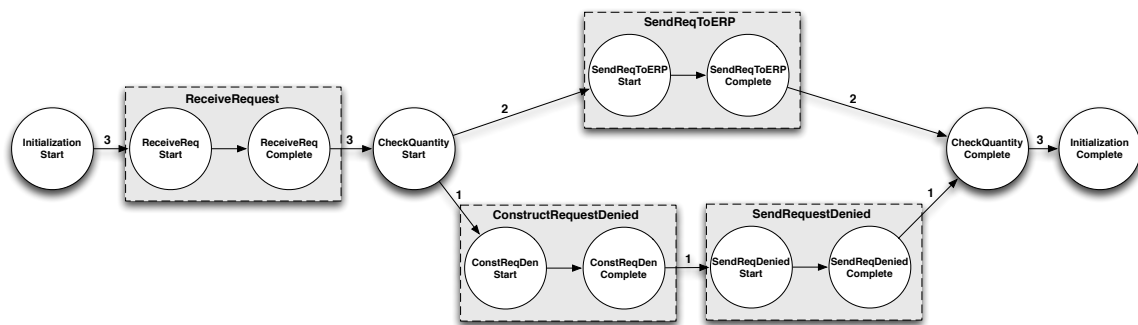 SendReqToERP
SendReqToERP
Start
SendReqToERP
Complete
ReceiveRequest
2
2
Initialization
Start
3
ReceiveReq
Start
ReceiveReq
Complete
3
CheckQuantity
Start
CheckQuantity
Complete
3
Initialization
Complete
1
1
ConstructRequestDenied
SendRequestDenied
ConstReqDen
Start
ConstReqDen
Complete
1
SendReqDenied
Start
SendReqDenied
Complete